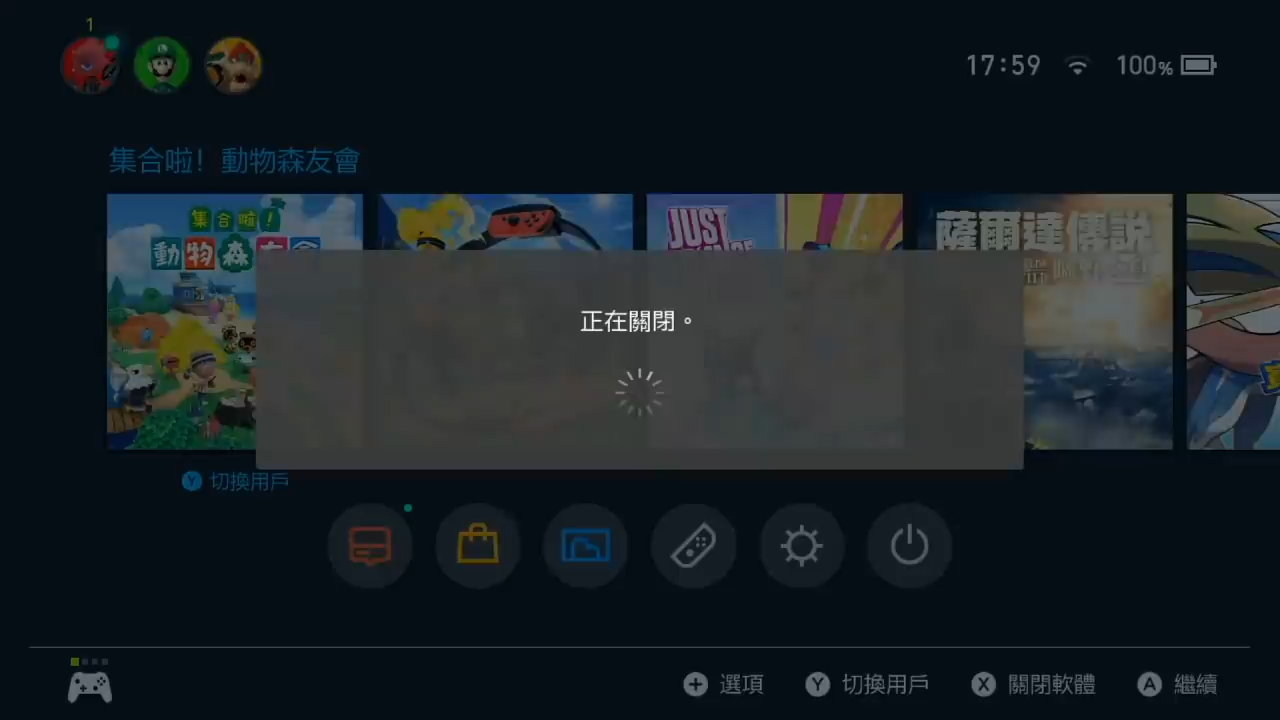 1
17:59
100%
集合啦！動物森友會
集合啦！
動物森友會
JUST
DANCE
薩爾達傳說
正在關閉。
Y 切換用戶
+ 選項
Y 切換用戶
X 關閉軟體
A 繼續